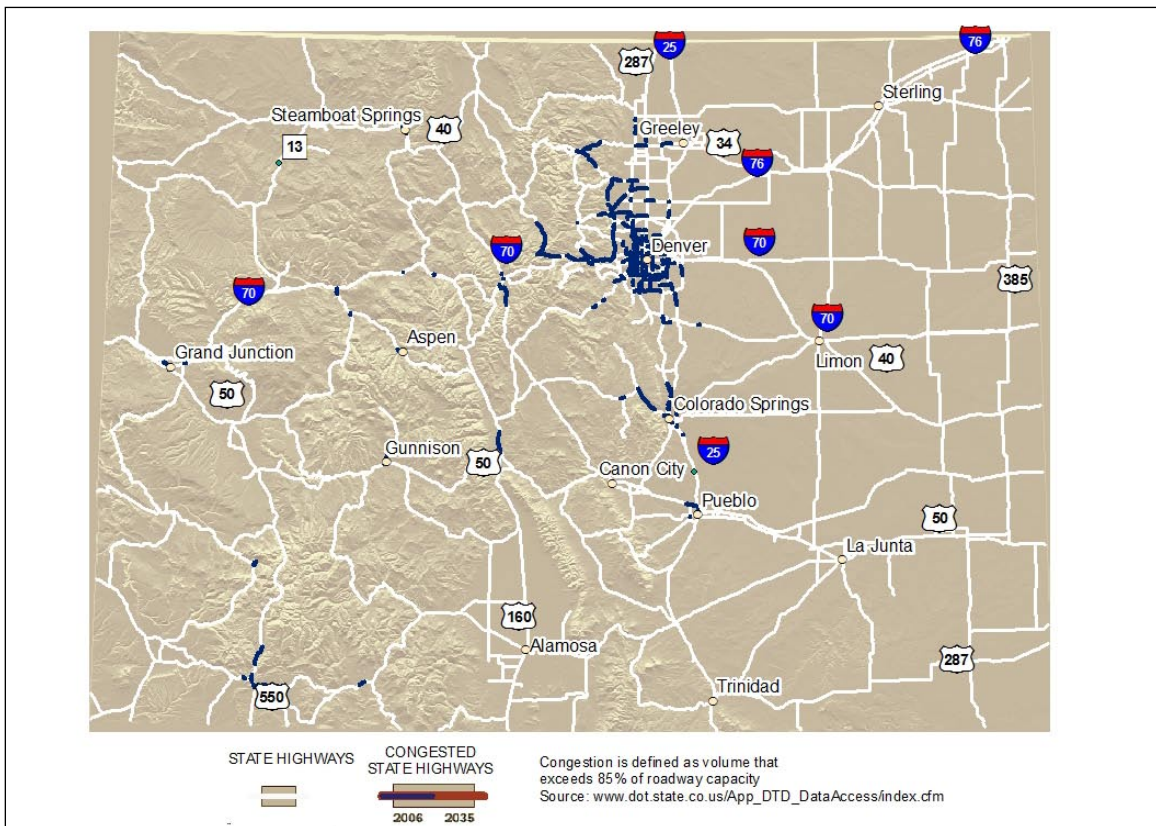 25
76
287
Sterling
Steamboat Springs
40
13
Greeley
34
76
70
Denver
70
70
385
70
Aspen
Grand Junction
Limon
40
50
Colorado Springs
Gunnison
50
25
Canon City
Pueblo
50
La Junta
160
Alamosa
287
550
Trinidad
STATE HIGHWAYS
CONGESTED
STATE HIGHWAYS
2006 2035
Congestion is defined as volume that
exceeds 85% of roadway capacity
Source: www.dot.state.co.us/App_DTD_DataAccess/index.cfm